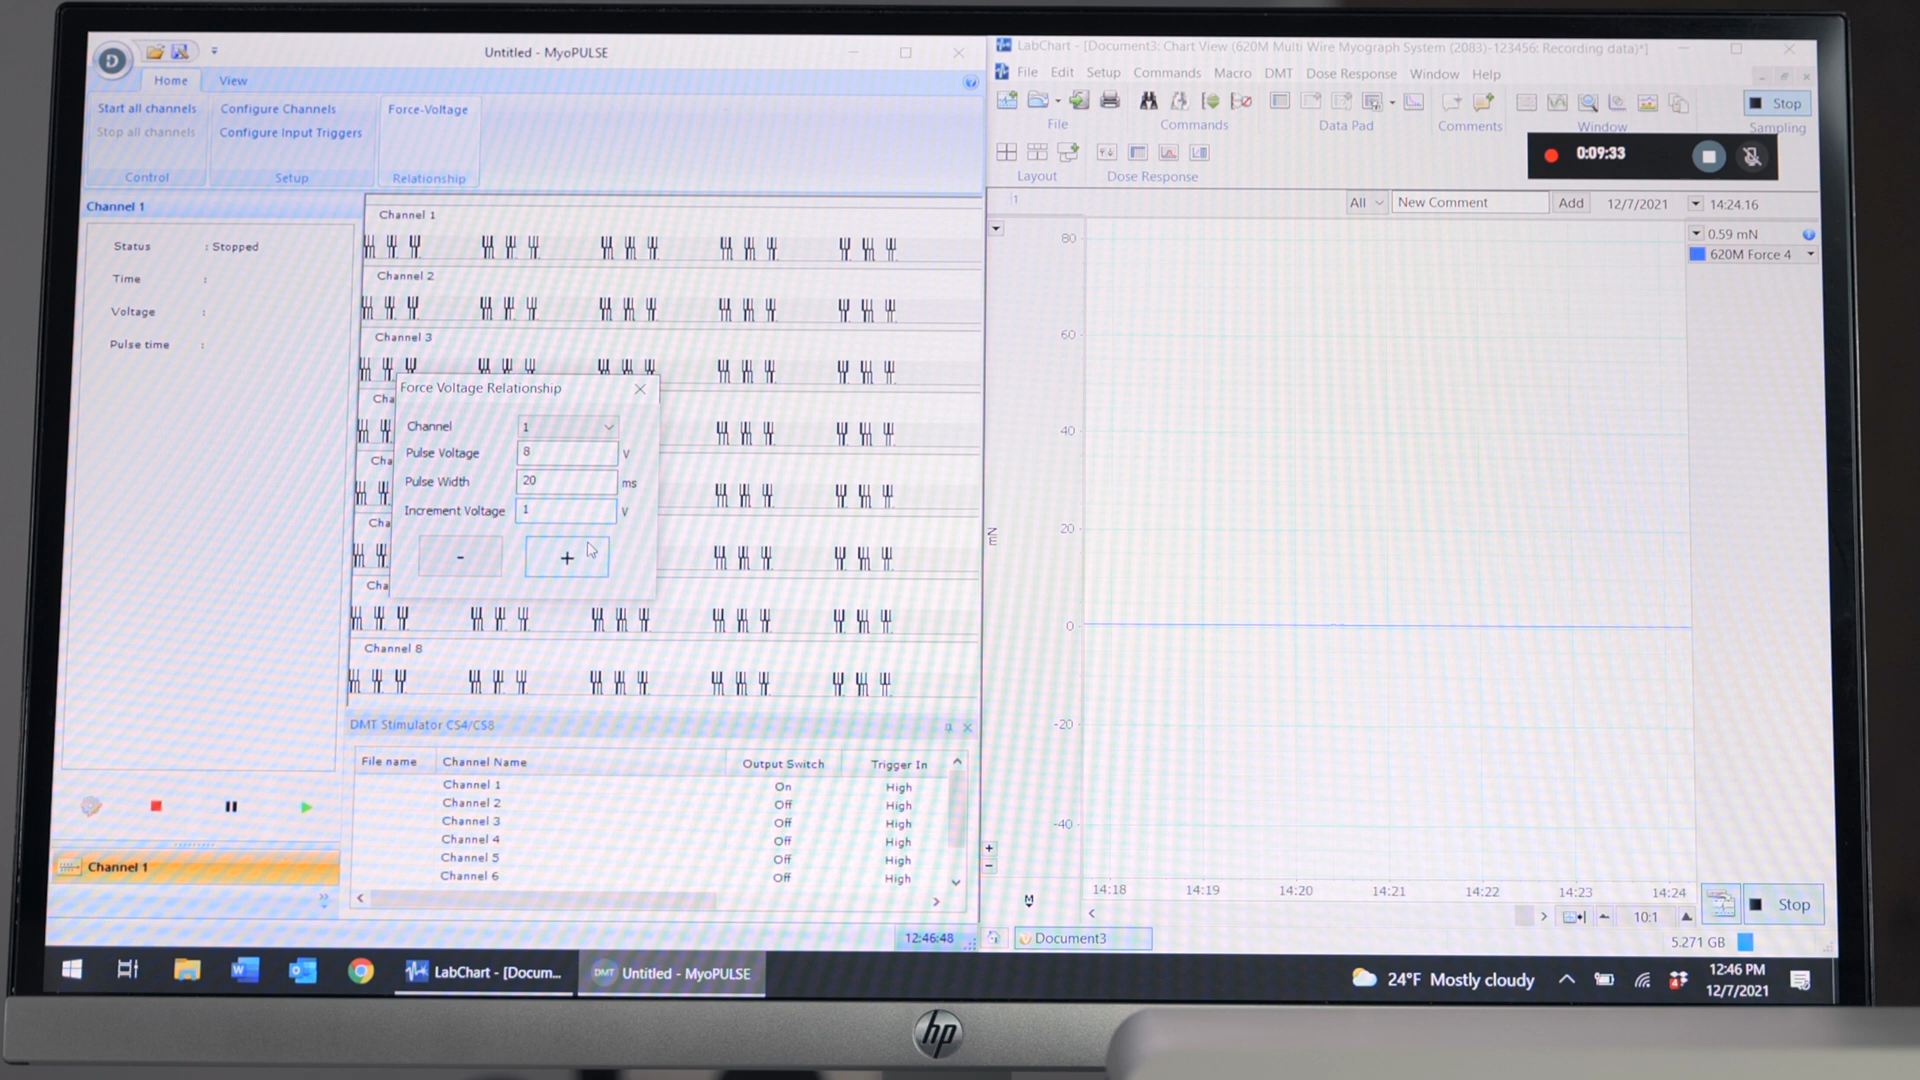 D
Untitled - MyoPULSE
Home
View
Start all channels
Configure Channels
Force-Voltage
Stop all channels
Configure Input Triggers
Control
Setup
Relationship
Channel 1
Status : Stopped
Time :
Voltage :
Pulse time :
Channel 1
Channel 2
Channel 3
Cha
Cha
Cha
Cha
Channel 8
Force Voltage Relationship
Channel 1
Pulse Voltage 8 V
Pulse Width 20 ms
Increment Voltage 1 V
- +
DMT Stimulator CS4/CS8
File name Channel Name Output Switch Trigger In
Channel 1 On High
Channel 2 Off High
Channel 3 Off High
Channel 4 Off High
Channel 5 Off High
Channel 6 Off High
Channel 1
12:46:48
LabChart - [Document3: Chart View (620M Multi Wire Myograph System (2083)-123456: Recording data)*]
File Edit Setup Commands Macro DMT Dose Response Window Help
File
Commands
Data Pad
Comments
Window
Stop
Sampling
0:09:33
Layout
Dose Response
1
All
New Comment
Add
12/7/2021
14:24.16
0.59 mN
620M Force 4
80
60
40
20
0
-20
-40
mN
+
-
M
14:18 14:19 14:20 14:21 14:22 14:23 14:24
10:1
Stop
Document3
5.271 GB
W
LabChart - [Docum...
DMT Untitled - MyoPULSE
24°F Mostly cloudy
4
12:46 PM
12/7/2021
hp